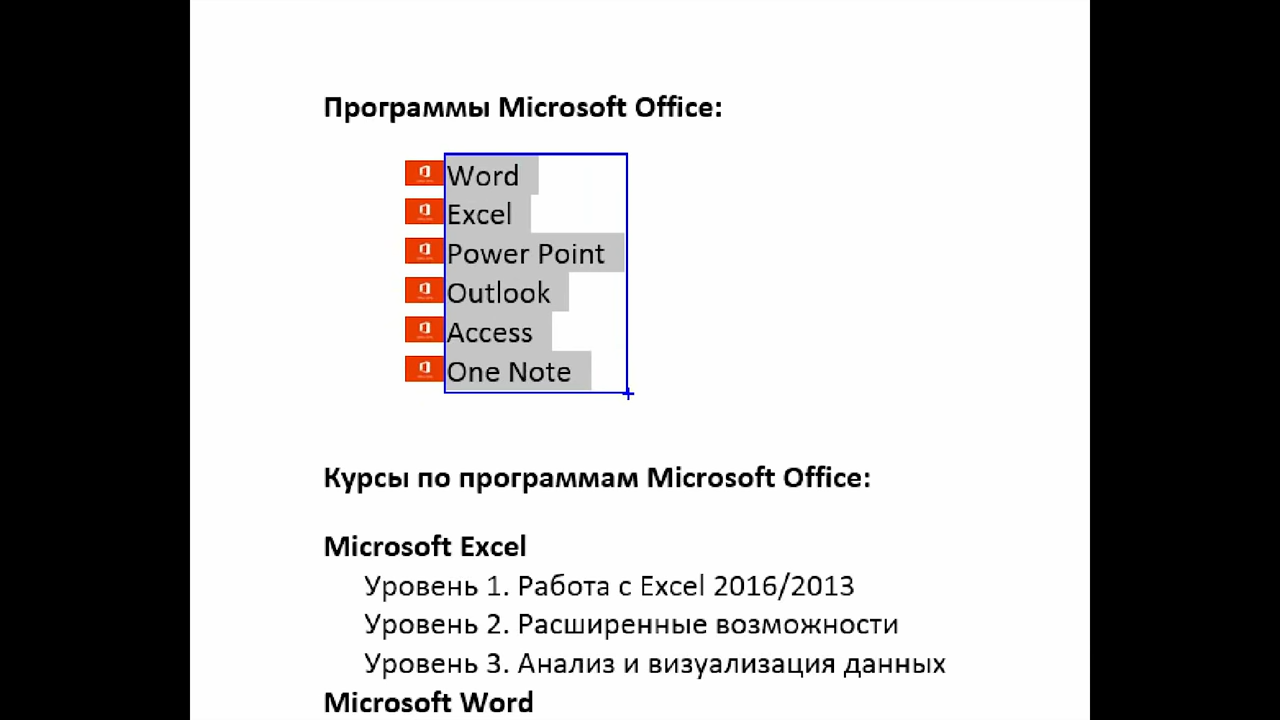 Программы Microsoft Office:
Word
Excel
Power Point
Outlook
Access
One Note
Курсы по программам Microsoft Office:
Microsoft Excel
Уровень 1. Работа с Excel 2016/2013
Уровень 2. Расширенные возможности
Уровень 3. Анализ и визуализация данных
Microsoft Word